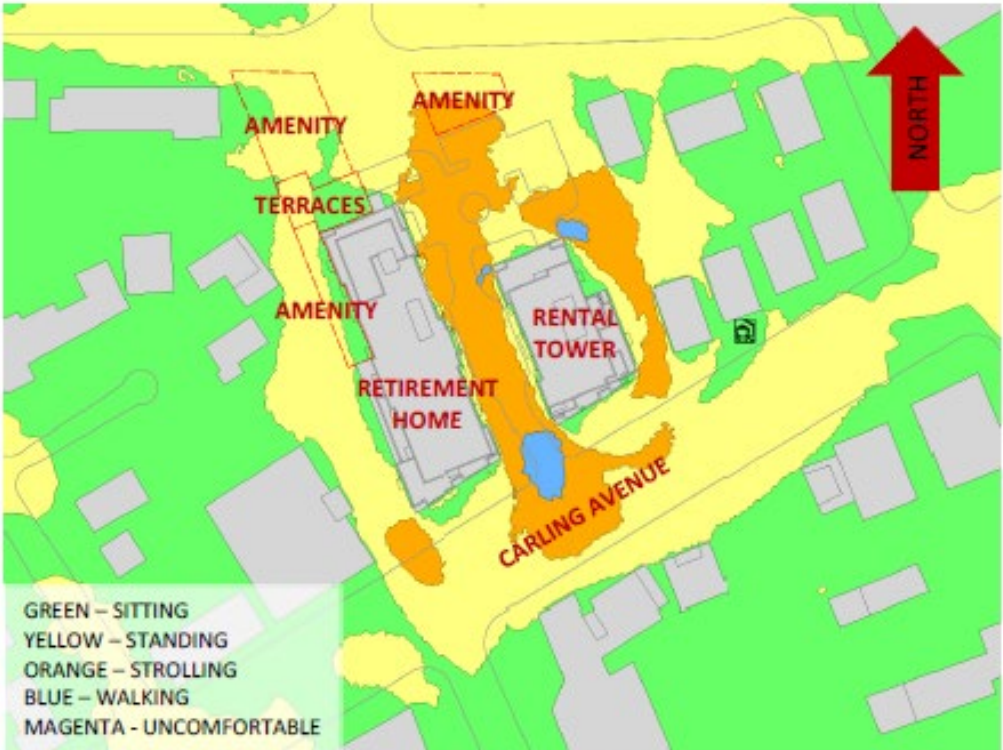 AMENITY
AMENITY
NORTH
TERRACES
AMENITY
RENTAL
TOWER
RETIREMENT
HOME
CARLING AVENUE
GREEN – SITTING
YELLOW – STANDING
ORANGE – STROLLING
BLUE – WALKING
MAGENTA - UNCOMFORTABLE